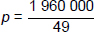 p = 1 960 000 / 49